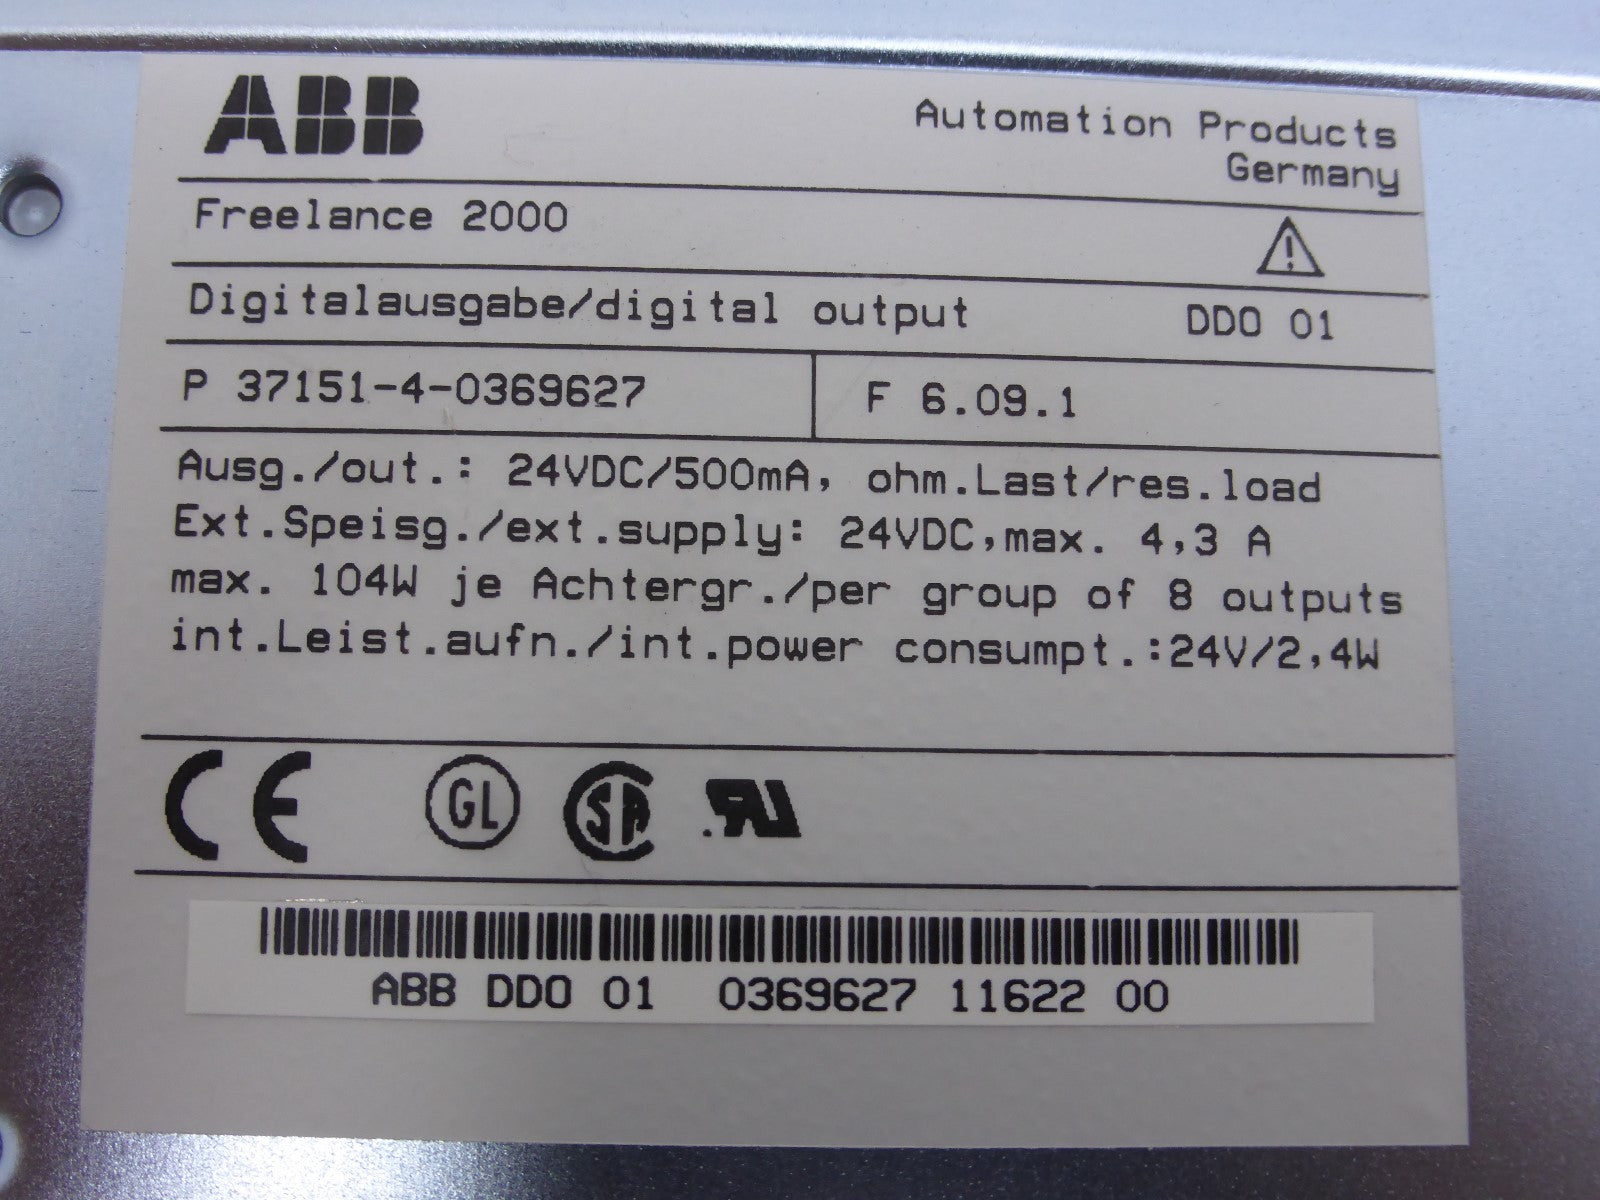 ABB
Automation Products
Germany
Freelance 2000
Digitalausgabe/digital output DDO 01
P 37151-4-0369627 F 6.09.1
Ausg./out.: 24VDC/500mA, ohm.Last/res.load
Ext.Speisg./ext.supply: 24VDC,max. 4,3 A
max. 104W je Achtergr./per group of 8 outputs
int.Leist.aufn./int.power consumpt.:24V/2,4W
CE GL SA RU
ABB DDO 01 0369627 11622 00